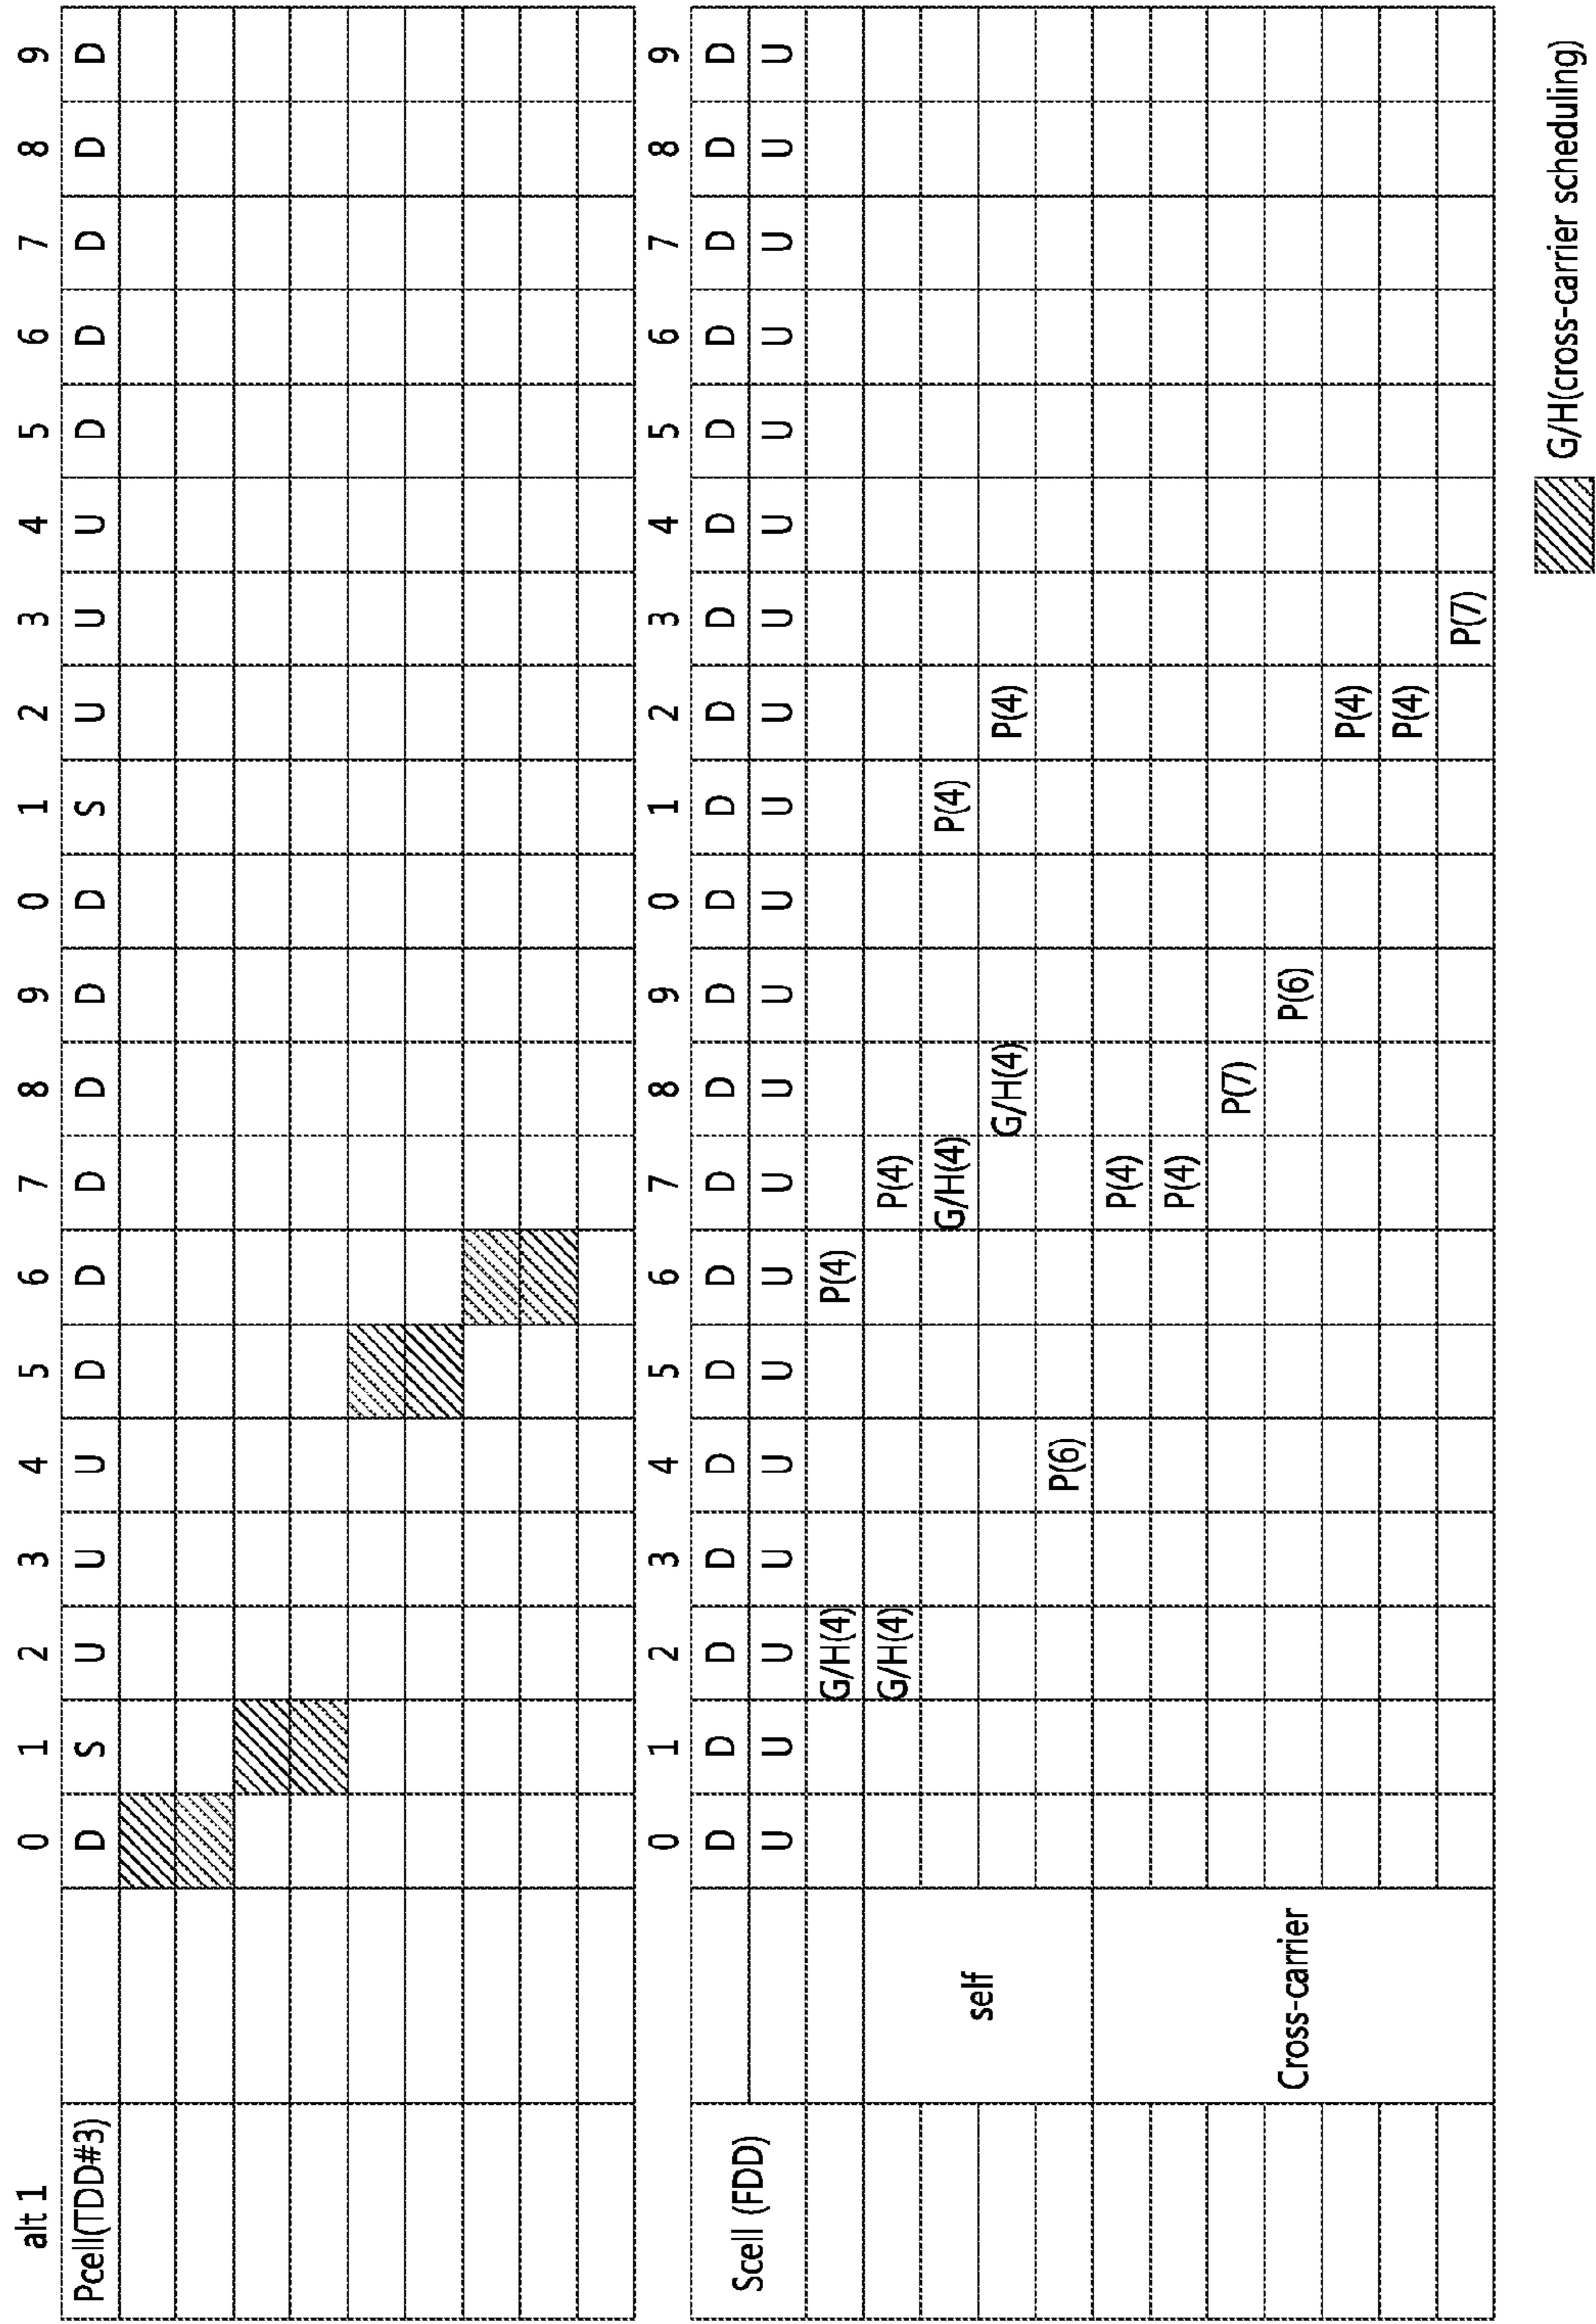 alt 1 0 1 2 3 4 5 6 7 8 9 0 1 2 3 4 5 6 7 8 9
Pcell(TDD#3) D S U U U D D D D D D S U U U D D D D D
0 1 2 3 4 5 6 7 8 9 0 1 2 3 4 5 6 7 8 9
Scell (FDD) D D D D D D D D D D D D D D D D D D D D
U U U U U U U U U U U U U U U U U U U U
G/H(4) P(4)
G/H(4) P(4)
G/H(4) P(4)
self G/H(4) P(4)
P(6)
P(4)
P(4)
P(7)
Cross-carrier P(6)
P(4)
P(4)
P(7)
G/H(cross-carrier scheduling)